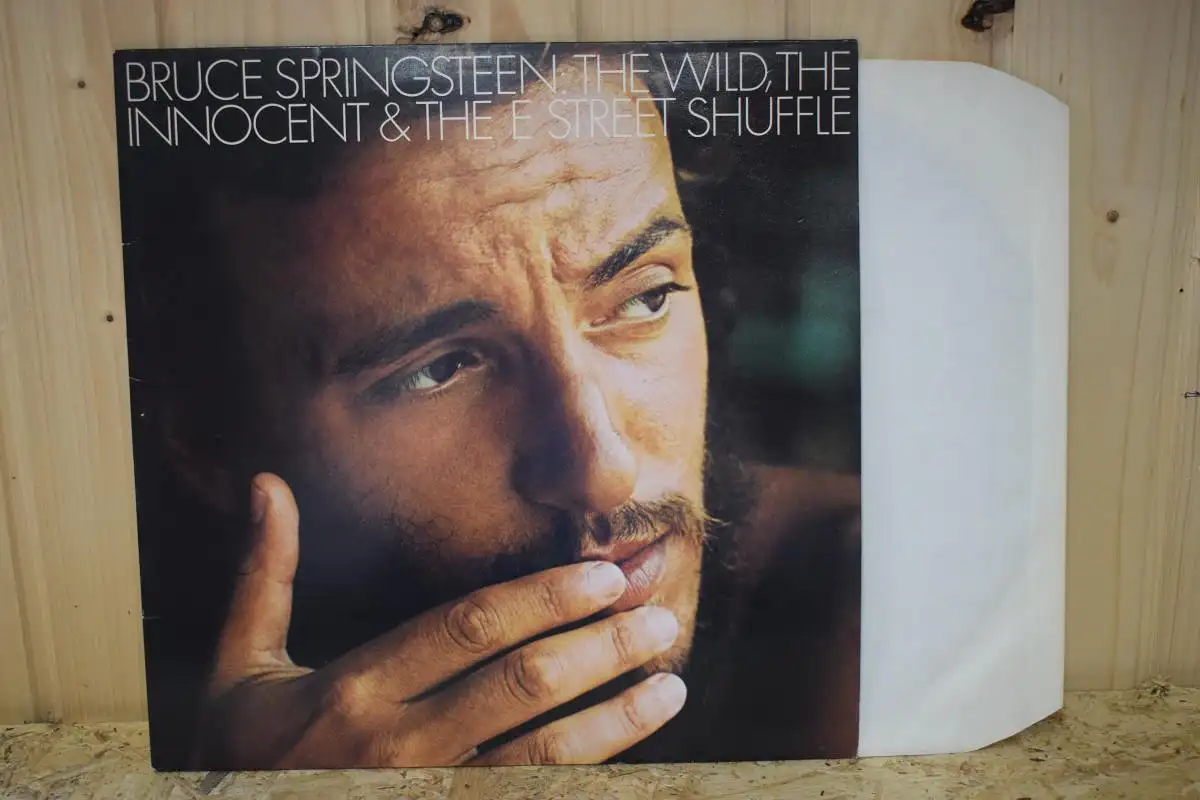 BRUCE SPRINGSTEEN. THE WILD, THE
INNOCENT & THE E STREET SHUFFLE